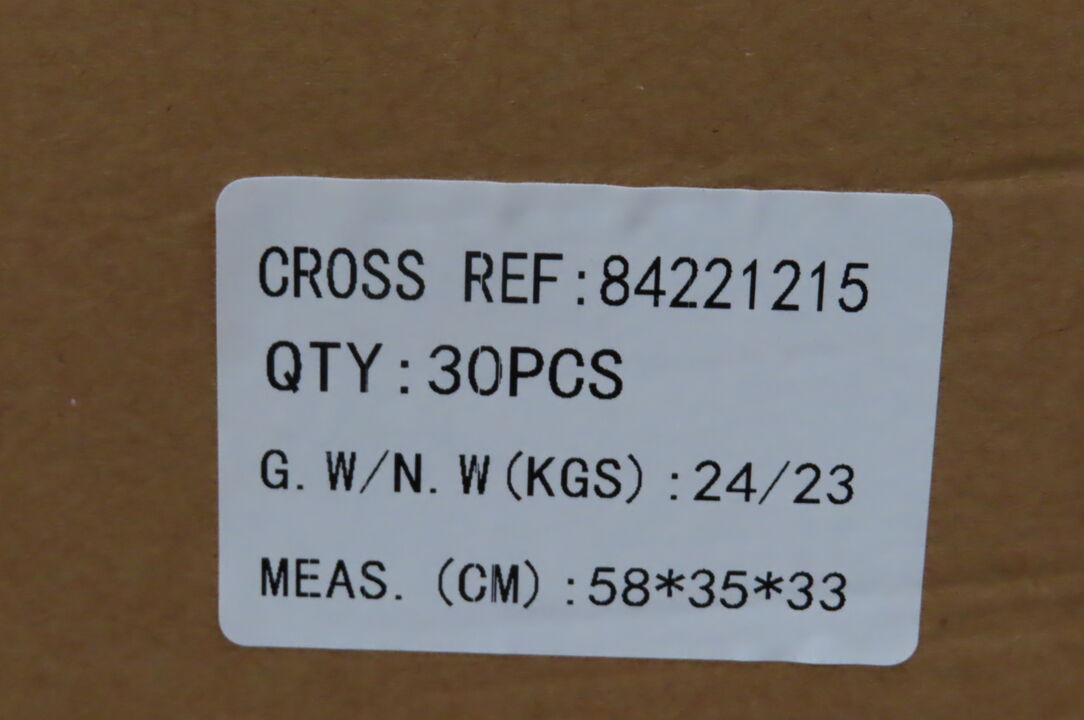 CROSS REF:84221215
QTY:30PCS
G.W/N.W(KGS):24/23
MEAS.(CM):58*35*33